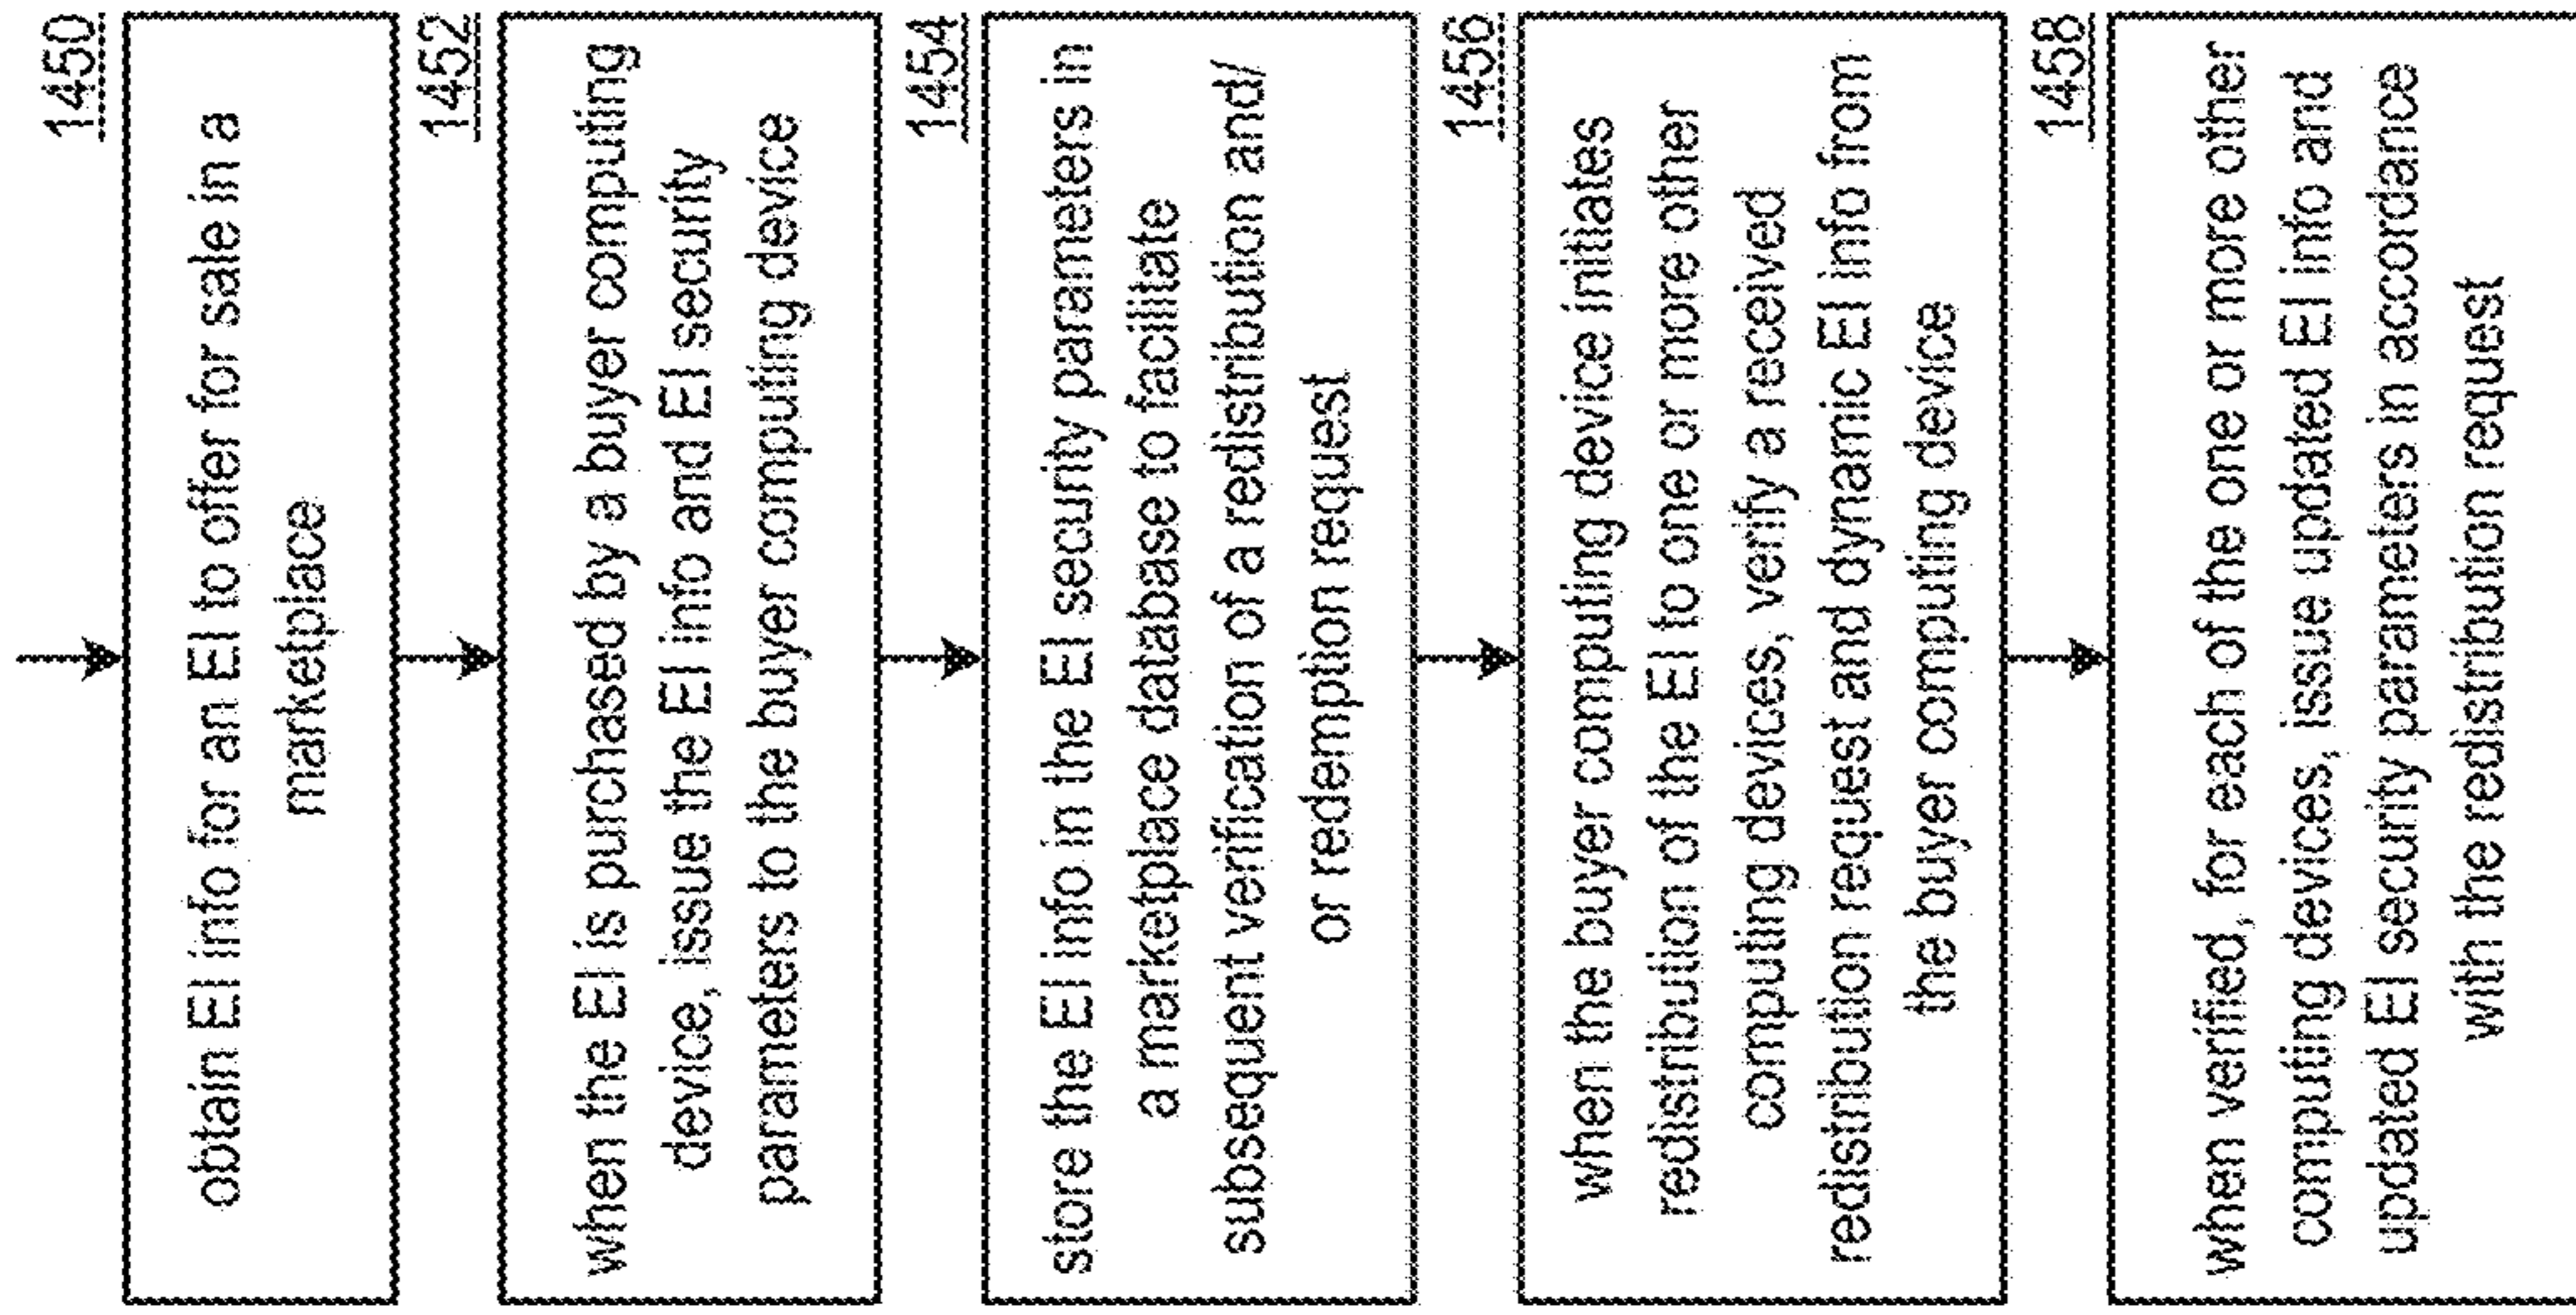 1450
obtain EI info for an EI to offer for sale in a
marketplace
1452
when the EI is purchased by a buyer computing
device, issue the EI info and EI security
parameters to the buyer computing device
1454
store the EI info in the EI security parameters in
a marketplace database to facilitate
subsequent verification of a redistribution and/
or redemption request
1456
when the buyer computing device initiates
redistribution of the EI to one or more other
computing devices, verify a received
redistribution request and dynamic EI info from
the buyer computing device
1458
when verified, for each of the one or more other
computing devices, issue updated EI info and
updated EI security parameters in accordance
with the redistribution request